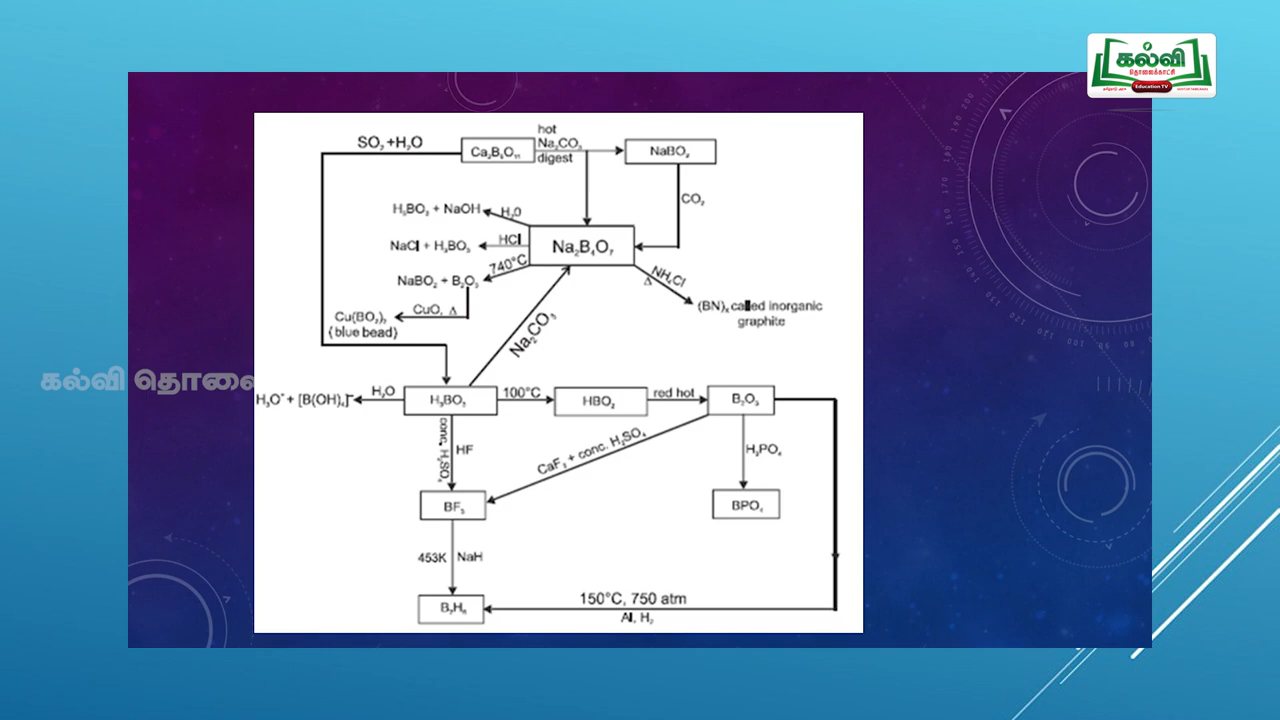 கல்வி
தொலைக்காட்சி
Education TV
SO₂ +H₂O
Ca₂B₆O₁₁
hot
Na₂CO₃
digest
NaBO₂
CO₂
H₃BO₃ + NaOH
H₂O
NaCl + H₃BO₃
HCl
Na₂B₄O₇
NaBO₂ + B₂O₃
740°C
NH₄Cl
Δ
(BN)ₓ called inorganic
graphite
Cu(BO₂)₂
(blue bead)
CuO, Δ
Na₂CO₃
கல்வி தொலை
H₃O⁺ + [B(OH)₄]⁻
H₂O
H₃BO₃
100°C
HBO₂
red hot
B₂O₃
conc. H₂SO₄
HF
CaF₂ + conc. H₂SO₄
H₃PO₄
BF₃
BPO₄
453K
NaH
B₂H₆
150°C, 750 atm
Al, H₂